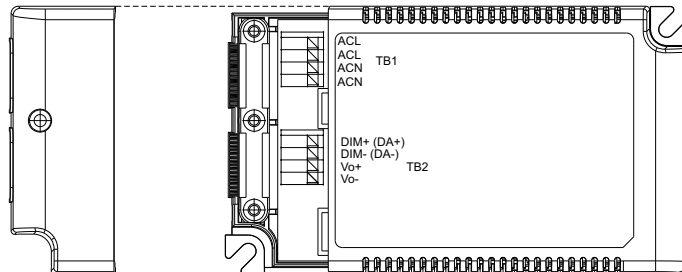 ACL
ACL
ACN
ACN
TB1
DIM+ (DA+)
DIM- (DA-)
Vo+
Vo-
TB2